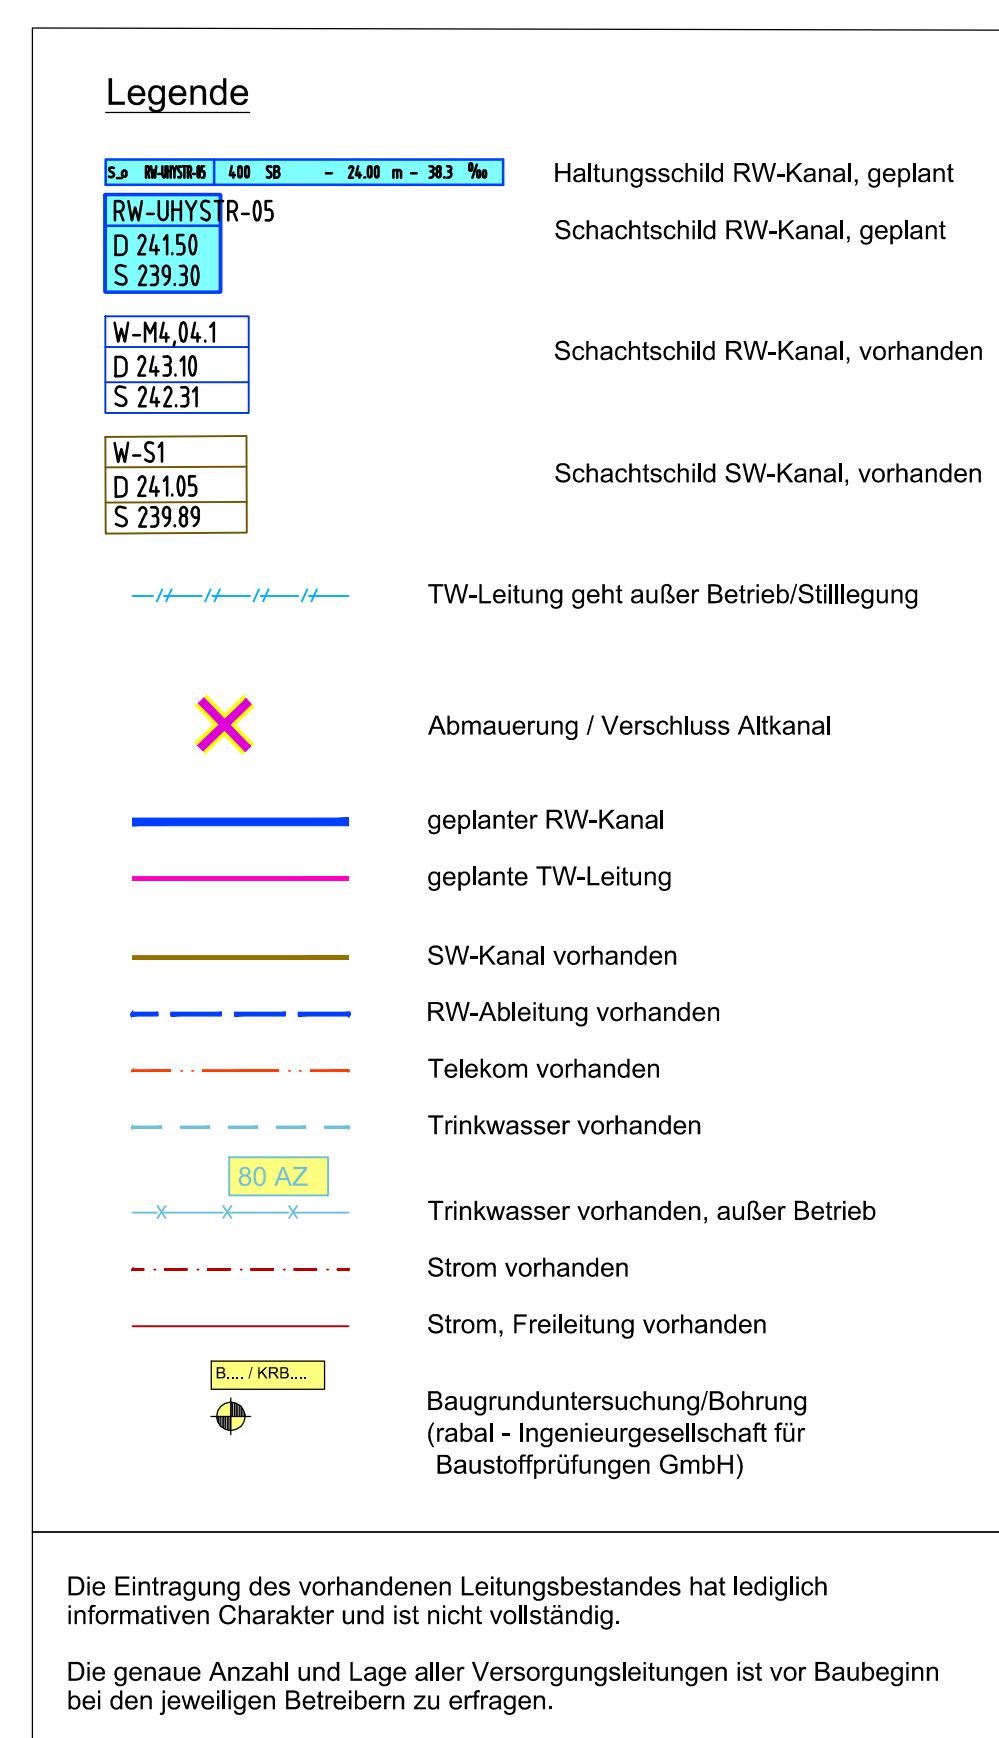 Legende
S_o RW-UHYSTR-05 400 SB - 24.00 m - 38.3 ‰
Haltungsschild RW-Kanal, geplant
RW-UHYSTR-05
D 241.50
S 239.30
Schachtschild RW-Kanal, geplant
W-M4,04.1
D 243.10
S 242.31
Schachtschild RW-Kanal, vorhanden
W-S1
D 241.05
S 239.89
Schachtschild SW-Kanal, vorhanden
TW-Leitung geht außer Betrieb/Stilllegung
Abmauerung / Verschluss Altkanal
geplanter RW-Kanal
geplante TW-Leitung
SW-Kanal vorhanden
RW-Ableitung vorhanden
Telekom vorhanden
Trinkwasser vorhanden
80 AZ
Trinkwasser vorhanden, außer Betrieb
Strom vorhanden
Strom, Freileitung vorhanden
B.... / KRB....
Baugrunduntersuchung/Bohrung
(rabal - Ingenieurgesellschaft für
Baustoffprüfungen GmbH)
Die Eintragung des vorhandenen Leitungsbestandes hat lediglich
informativen Charakter und ist nicht vollständig.
Die genaue Anzahl und Lage aller Versorgungsleitungen ist vor Baubeginn
bei den jeweiligen Betreibern zu erfragen.